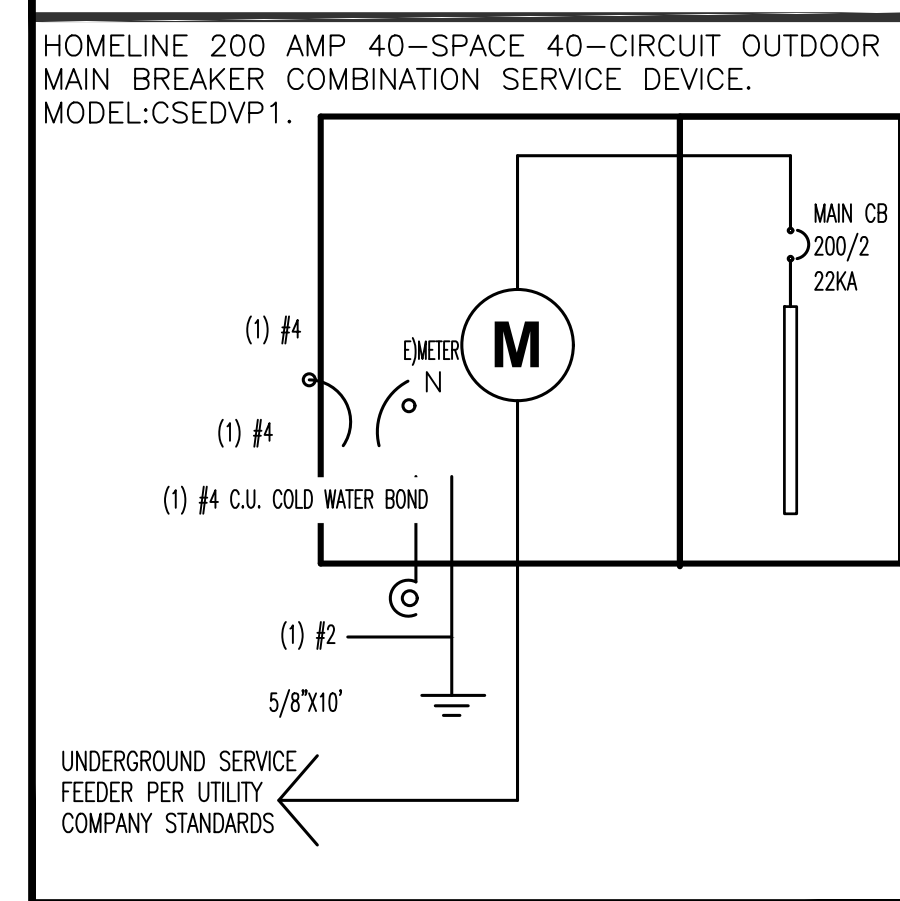 HOMELINE 200 AMP 40-SPACE 40-CIRCUIT OUTDOOR
MAIN BREAKER COMBINATION SERVICE DEVICE.
MODEL:CSEDVP1.
MAIN CB
200/2
22KA
(1) #4
E)METER
M
N
(1) #4
(1) #4 C.U. COLD WATER BOND
(1) #2
5/8"X10'
UNDERGROUND SERVICE
FEEDER PER UTILITY
COMPANY STANDARDS